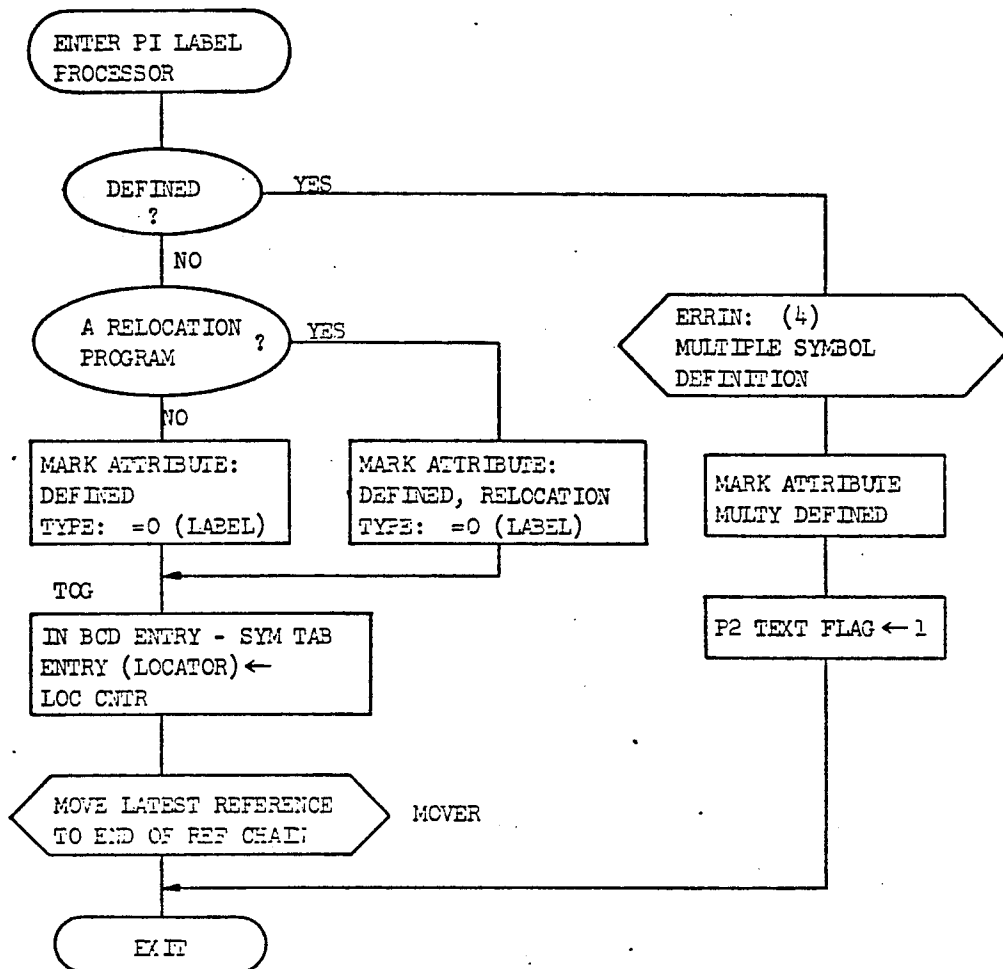 ENTER PI LABEL
PROCESSOR
DEFINED
?
YES
NO
A RELOCATION
PROGRAM ?
YES
NO
ERRIN: (4)
MULTIPLE SYMBOL
DEFINITION
MARK ATTRIBUTE:
DEFINED
TYPE: =0 (LABEL)
MARK ATTRIBUTE:
DEFINED, RELOCATION
TYPE: =0 (LABEL)
MARK ATTRIBUTE
MULTY DEFINED
TOG
IN BCD ENTRY - SYM TAB
ENTRY (LOCATOR) ←
LOC CNTR
P2 TEXT FLAG ← 1
MOVE LATEST REFERENCE
TO END OF REF CHAIN
MOVER
EXIT